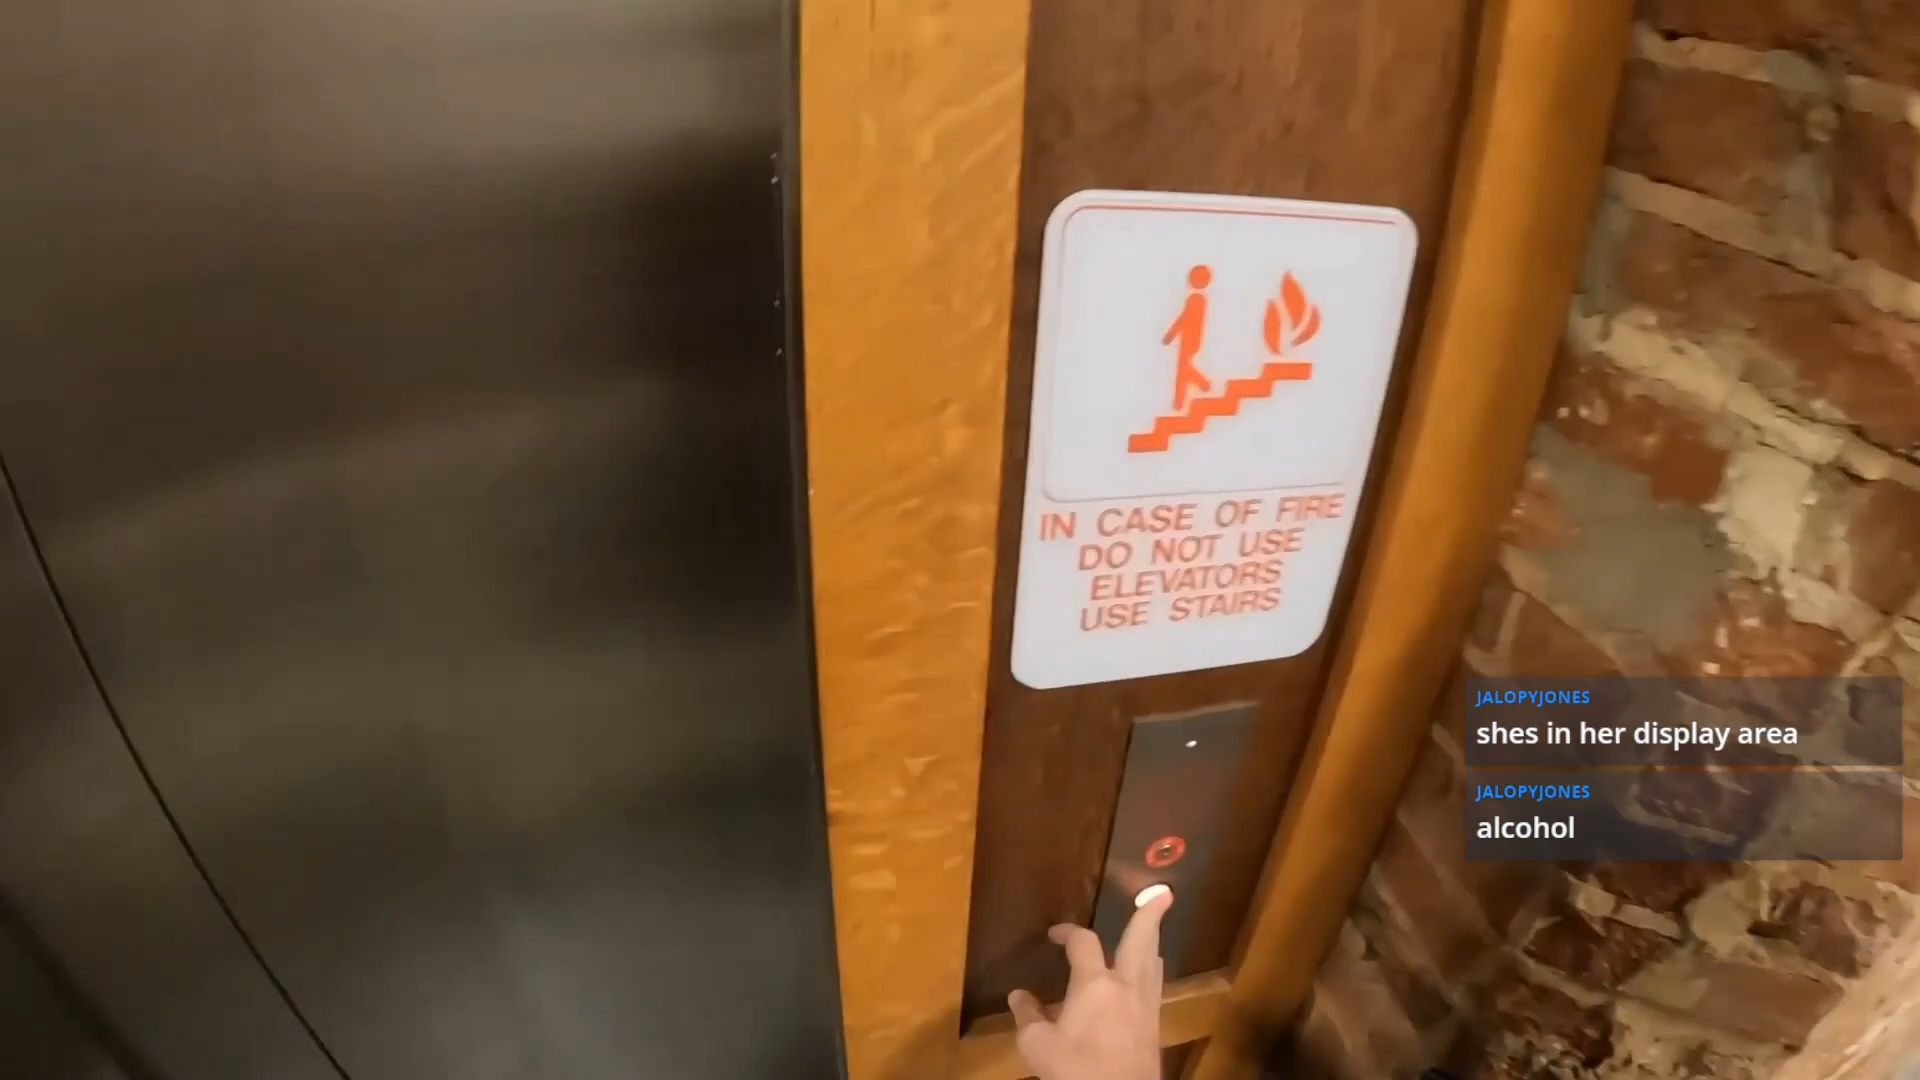 IN CASE OF FIRE
DO NOT USE
ELEVATORS
USE STAIRS
JALOPYJONES
shes in her display area
JALOPYJONES
alcohol